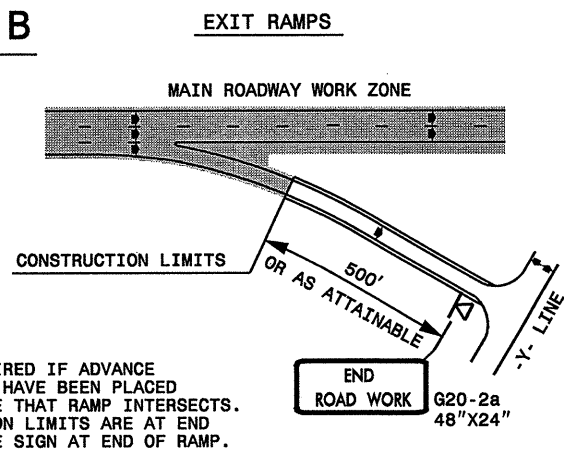 B
EXIT RAMPS
MAIN ROADWAY WORK ZONE
CONSTRUCTION LIMITS
500'
OR AS ATTAINABLE
-Y- LINE
END
ROAD WORK
G20-2a
48"X24"
IRED IF ADVANCE
HAVE BEEN PLACED
E THAT RAMP INTERSECTS.
ON LIMITS ARE AT END
E SIGN AT END OF RAMP.